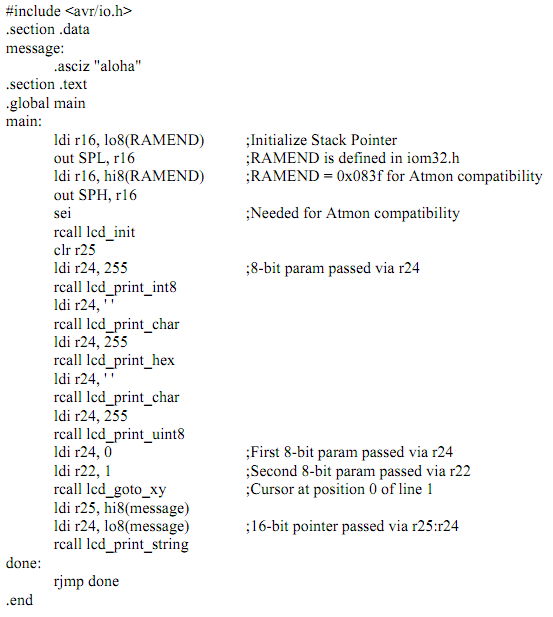 #include <avr/io.h>
.section .data
message:
.asciz "aloha"
.section .text
.global main
main:
ldi r16, lo8(RAMEND) ;Initialize Stack Pointer
out SPL, r16 ;RAMEND is defined in iom32.h
ldi r16, hi8(RAMEND) ;RAMEND = 0x083f for Atmon compatibility
out SPH, r16
sei ;Needed for Atmon compatibility
rcall lcd_init
clr r25
ldi r24, 255 ;8-bit param passed via r24
rcall lcd_print_int8
ldi r24, ' '
rcall lcd_print_char
ldi r24, 255
rcall lcd_print_hex
ldi r24, ' '
rcall lcd_print_char
ldi r24, 255
rcall lcd_print_uint8
ldi r24, 0 ;First 8-bit param passed via r24
ldi r22, 1 ;Second 8-bit param passed via r22
rcall lcd_goto_xy ;Cursor at position 0 of line 1
ldi r25, hi8(message)
ldi r24, lo8(message) ;16-bit pointer passed via r25:r24
rcall lcd_print_string
done:
rjmp done
.end